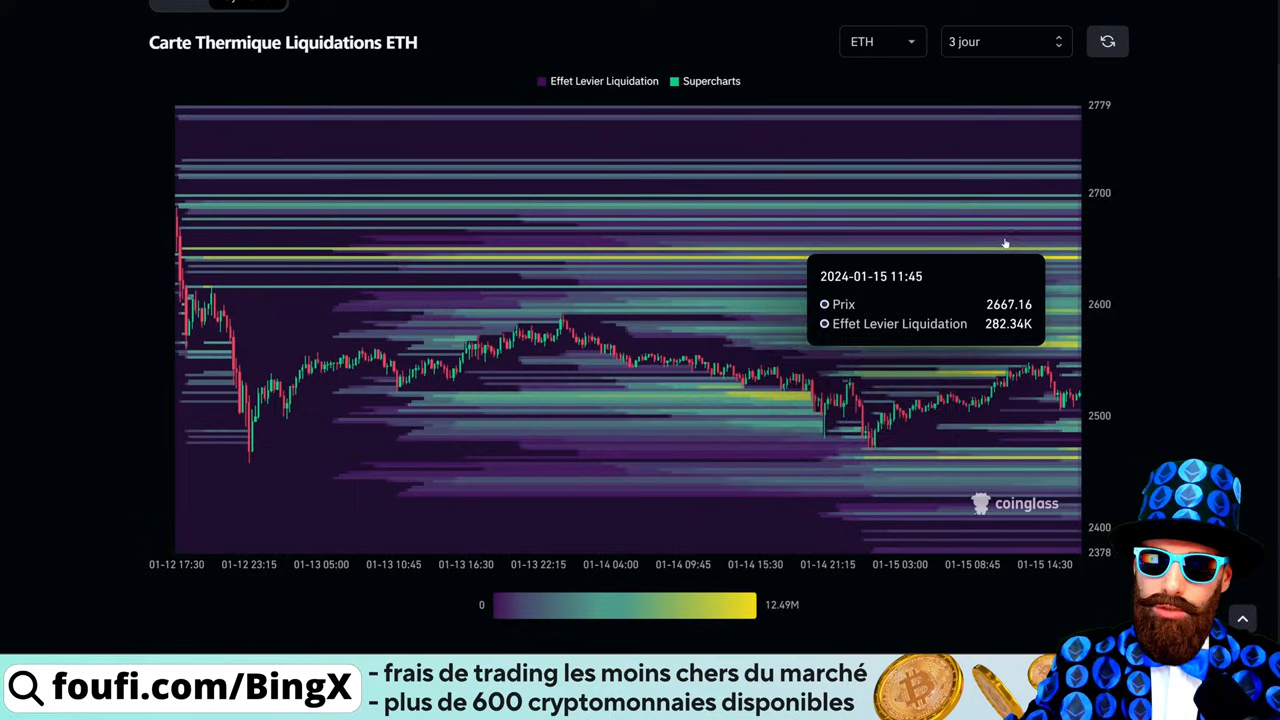 Carte Thermique Liquidations ETH
ETH
3 jour
Effet Levier Liquidation
Supercharts
2779
2700
2600
2500
2400
2378
2024-01-15 11:45
Prix 2667.16
Effet Levier Liquidation 282.34K
coinglass
01-12 17:30 01-12 23:15 01-13 05:00 01-13 10:45 01-13 16:30 01-13 22:15 01-14 04:00 01-14 09:45 01-14 15:30 01-14 21:15 01-15 03:00 01-15 08:45 01-15 14:30
0 12.49M
foufi.com/BingX
- frais de trading les moins chers du marché
- plus de 600 cryptomonnaies disponibles